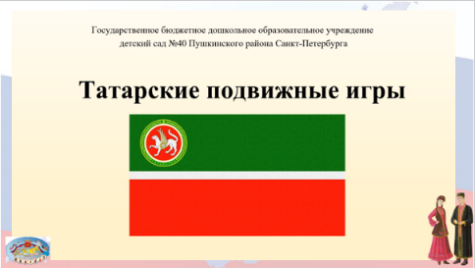 Государственное бюджетное дошкольное образовательное учреждение
детский сад №40 Пушкинского района Санкт-Петербурга
Татарские подвижные игры